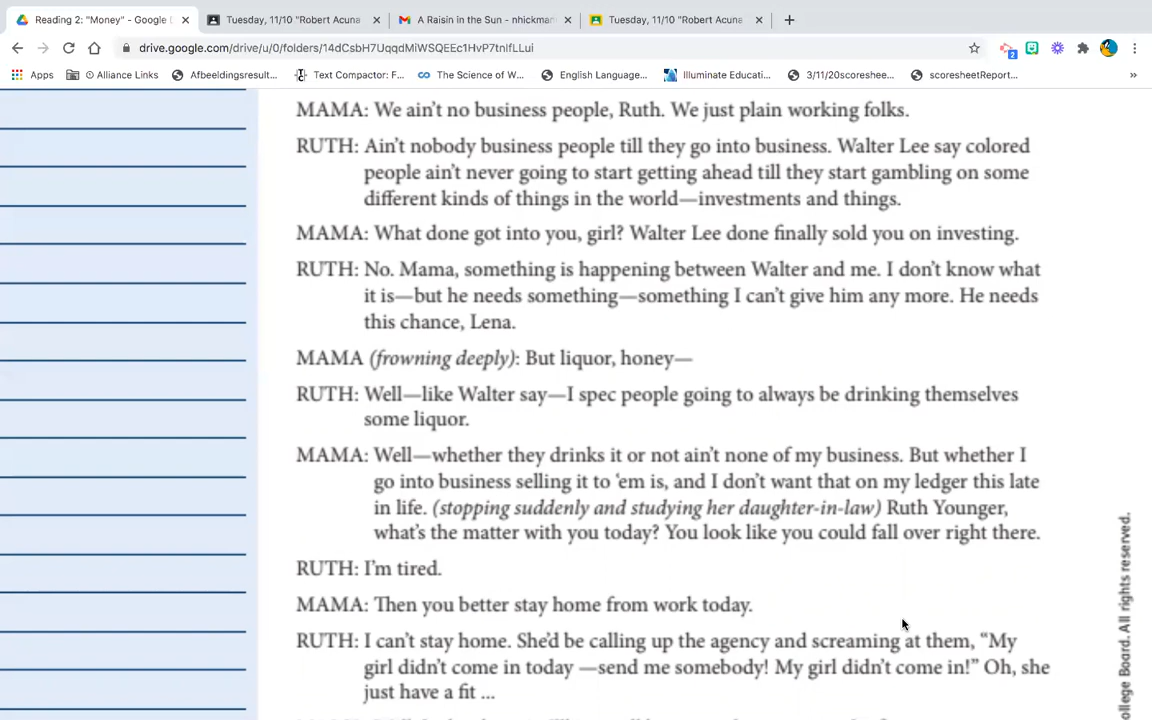 Reading 2: "Money" - Google
Tuesday, 11/10 "Robert Acuna
A Raisin in the Sun - nhickman
Tuesday, 11/10 "Robert Acuna
drive.google.com/drive/u/0/folders/14dCsbH7UqqdMiWSQEEc1HvP7tnlfLLui
2
Apps
Alliance Links
Afbeeldingsresult...
Text Compactor: F...
The Science of W...
English Language...
Illuminate Educati...
3/11/20scoreshee...
scoresheetReport...
»
MAMA: We ain't no business people, Ruth. We just plain working folks.
RUTH: Ain't nobody business people till they go into business. Walter Lee say colored
people ain't never going to start getting ahead till they start gambling on some
different kinds of things in the world—investments and things.
MAMA: What done got into you, girl? Walter Lee done finally sold you on investing.
RUTH: No. Mama, something is happening between Walter and me. I don't know what
it is—but he needs something—something I can't give him any more. He needs
this chance, Lena.
MAMA (frowning deeply): But liquor, honey—
RUTH: Well—like Walter say—I spec people going to always be drinking themselves
some liquor.
MAMA: Well—whether they drinks it or not ain't none of my business. But whether I
go into business selling it to 'em is, and I don't want that on my ledger this late
in life. (stopping suddenly and studying her daughter-in-law) Ruth Younger,
what's the matter with you today? You look like you could fall over right there.
RUTH: I'm tired.
MAMA: Then you better stay home from work today.
RUTH: I can't stay home. She'd be calling up the agency and screaming at them, "My
girl didn't come in today —send me somebody! My girl didn't come in!" Oh, she
just have a fit ...
ollege Board. All rights reserved.